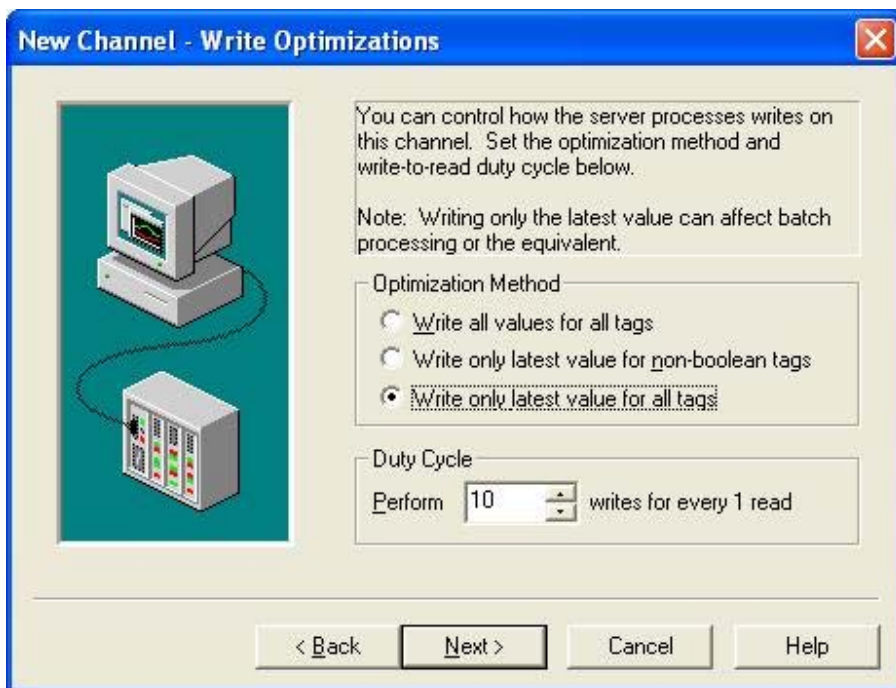 New Channel - Write Optimizations
You can control how the server processes writes on
this channel.  Set the optimization method and
write-to-read duty cycle below.
Note:  Writing only the latest value can affect batch
processing or the equivalent.
Optimization Method
Write all values for all tags
Write only latest value for non-boolean tags
Write only latest value for all tags
Duty Cycle
Perform 10 writes for every 1 read
< Back Next > Cancel Help